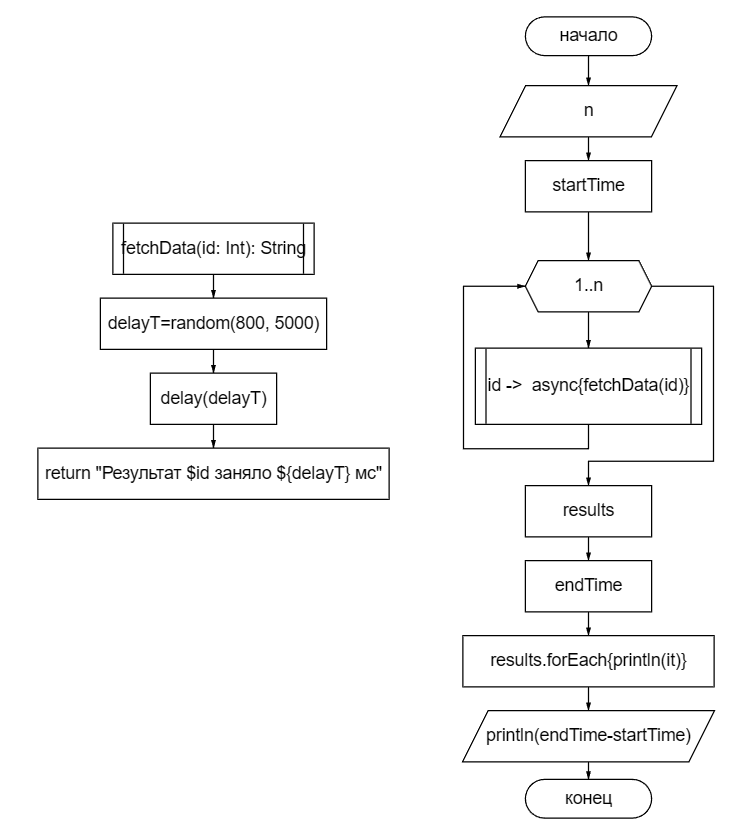 fetchData(id: Int): String
delayT=random(800, 5000)
delay(delayT)
return "Результат $id заняло ${delayT} мс"
начало
n
startTime
1..n
id -> async{fetchData(id)}
results
endTime
results.forEach{println(it)}
println(endTime-startTime)
конец